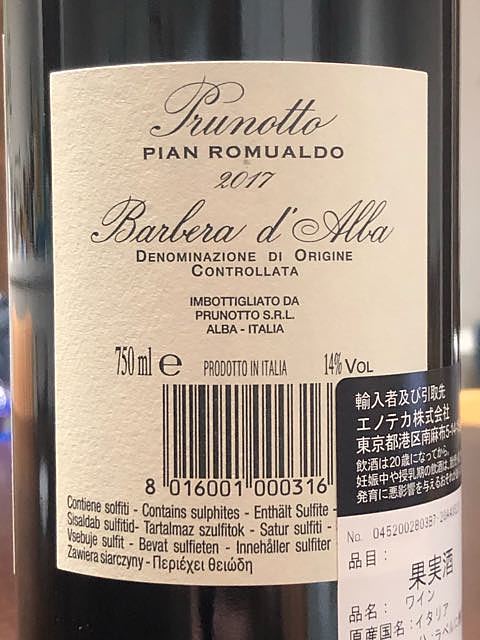 Prunotto
PIAN ROMUALDO
2017
Barbera d'Alba
DENOMINAZIONE DI ORIGINE
CONTROLLATA
IMBOTTIGLIATO DA
PRUNOTTO S.R.L.
ALBA - ITALIA
750 ml e PRODOTTO IN ITALIA 14% VOL
8 016001 000316
Contiene solfiti - Contains sulphites - Enthält Sulfite -
Sisaldab sulfitid - Tartalmaz szulfitok - Satur sulfiti -
Vsebuje sulfit - Bevat sulfieten - Innehåller sulfiter
Zawiera siarczyny - Περιέχει θειώδη
輸入者及び引取先
エノテカ株式会社
東京都港区南麻布5-14
飲酒は20歳になってから。
妊娠中や授乳期の飲酒は、
発育に悪影響を与えるおそれ
No.
品目： 果実酒
品名： ワイン
原産国名：イタリア